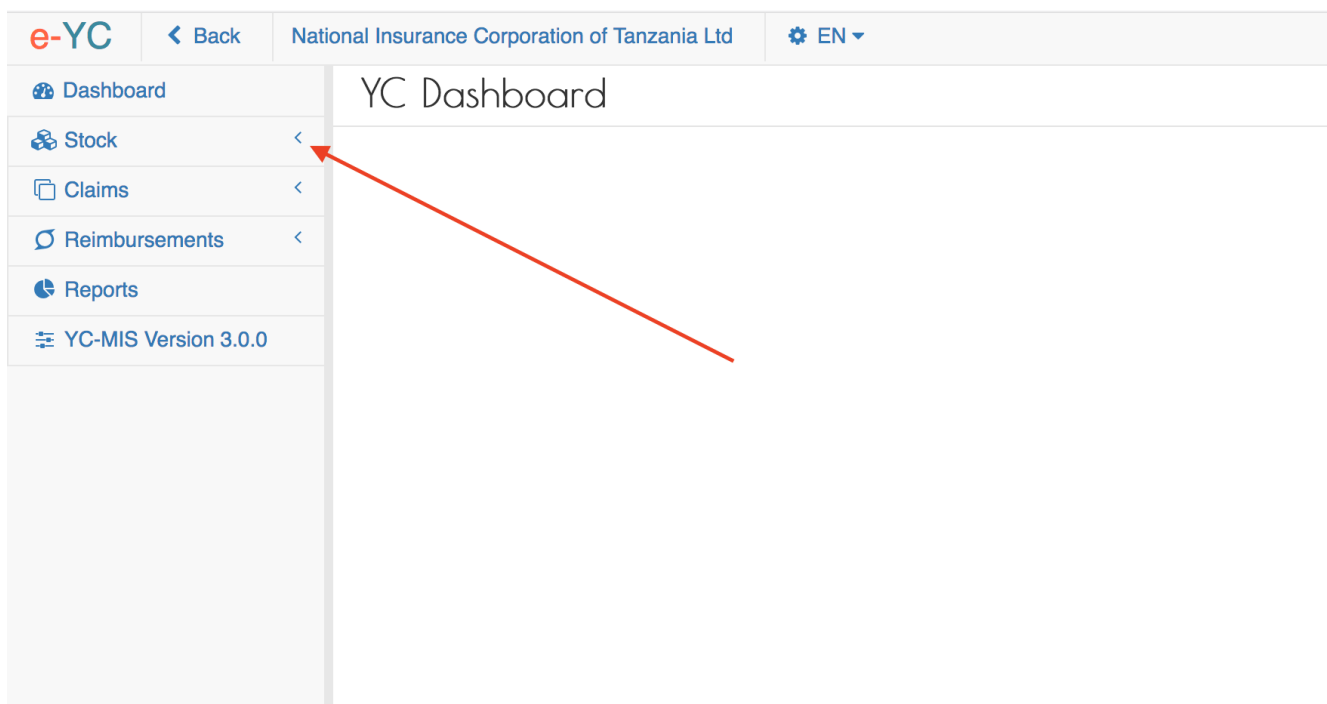 e-YC Back National Insurance Corporation of Tanzania Ltd EN
Dashboard
YC Dashboard
Stock
Claims
Reimbursements
Reports
YC-MIS Version 3.0.0